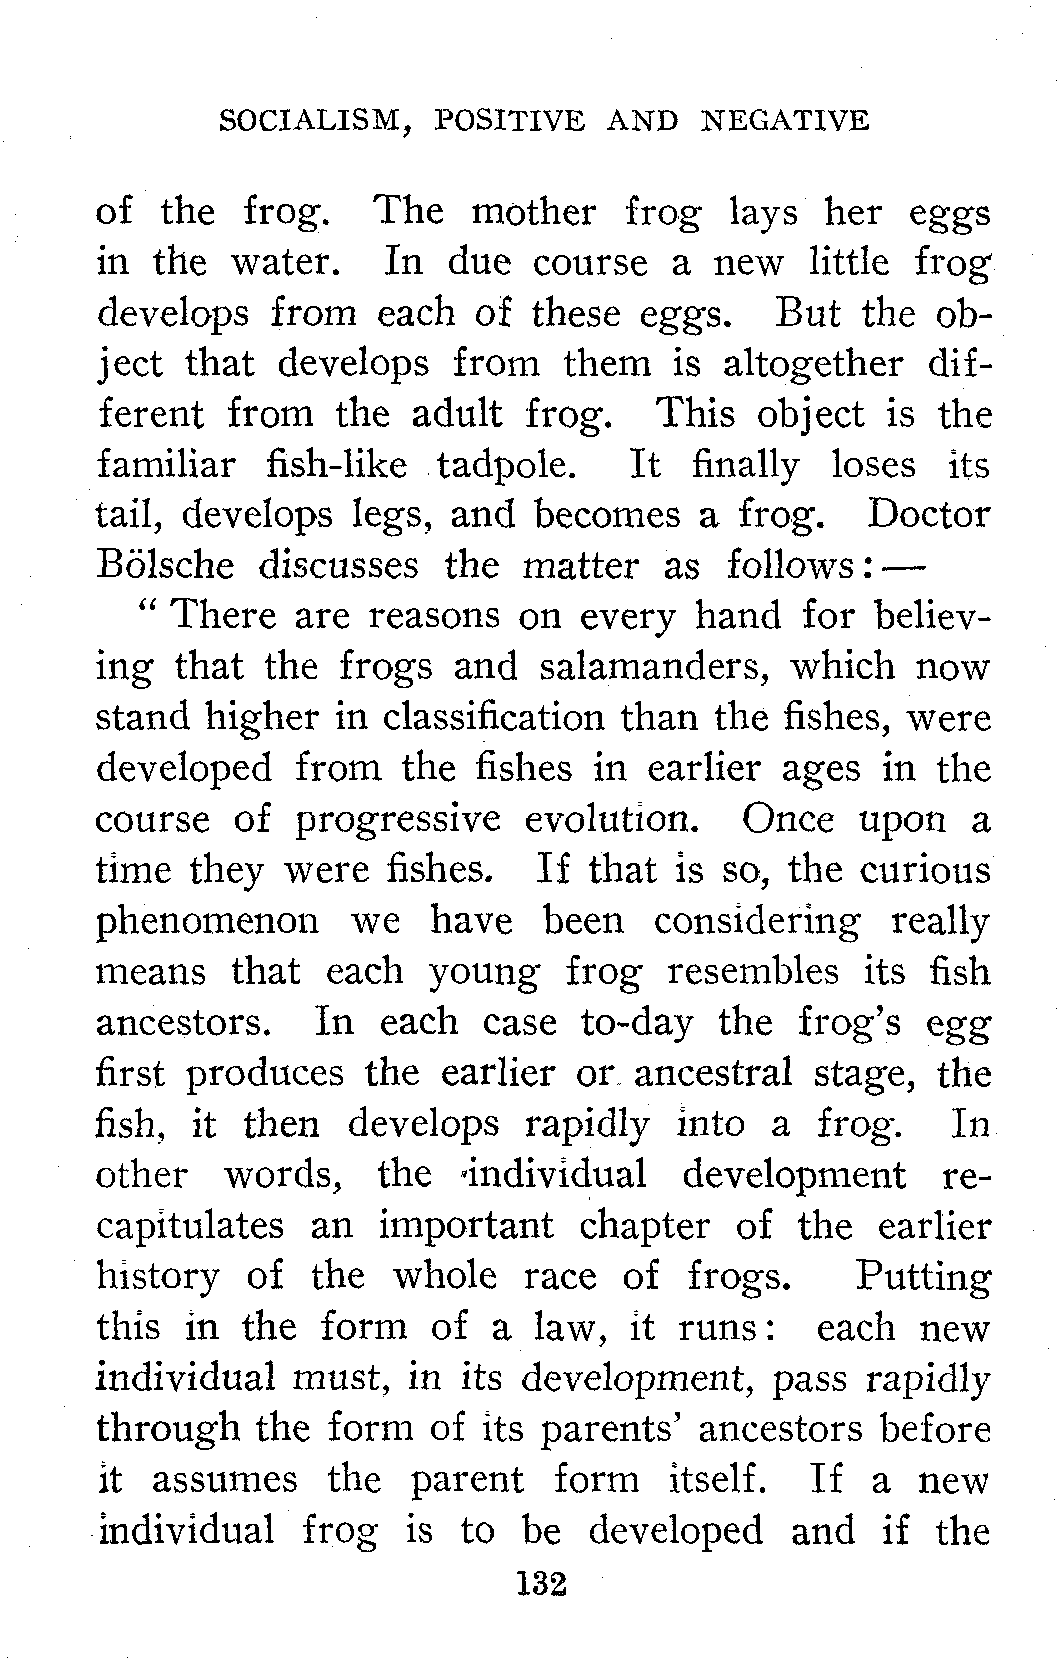 SOCIALISM, POSITIVE AND NEGATIVE
of the frog. The mother frog lays her eggs
in the water. In due course a new little frog
develops from each of these eggs. But the ob-
ject that develops from them is altogether dif-
ferent from the adult frog. This object is the
familiar fish-like tadpole. It finally loses its
tail, develops legs, and becomes a frog. Doctor
Bölsche discusses the matter as follows: —
" There are reasons on every hand for believ-
ing that the frogs and salamanders, which now
stand higher in classification than the fishes, were
developed from the fishes in earlier ages in the
course of progressive evolution. Once upon a
time they were fishes. If that is so, the curious
phenomenon we have been considering really
means that each young frog resembles its fish
ancestors. In each case to-day the frog's egg
first produces the earlier or ancestral stage, the
fish, it then develops rapidly into a frog. In
other words, the individual development re-
capitulates an important chapter of the earlier
history of the whole race of frogs. Putting
this in the form of a law, it runs: each new
individual must, in its development, pass rapidly
through the form of its parents' ancestors before
it assumes the parent form itself. If a new
individual frog is to be developed and if the
132